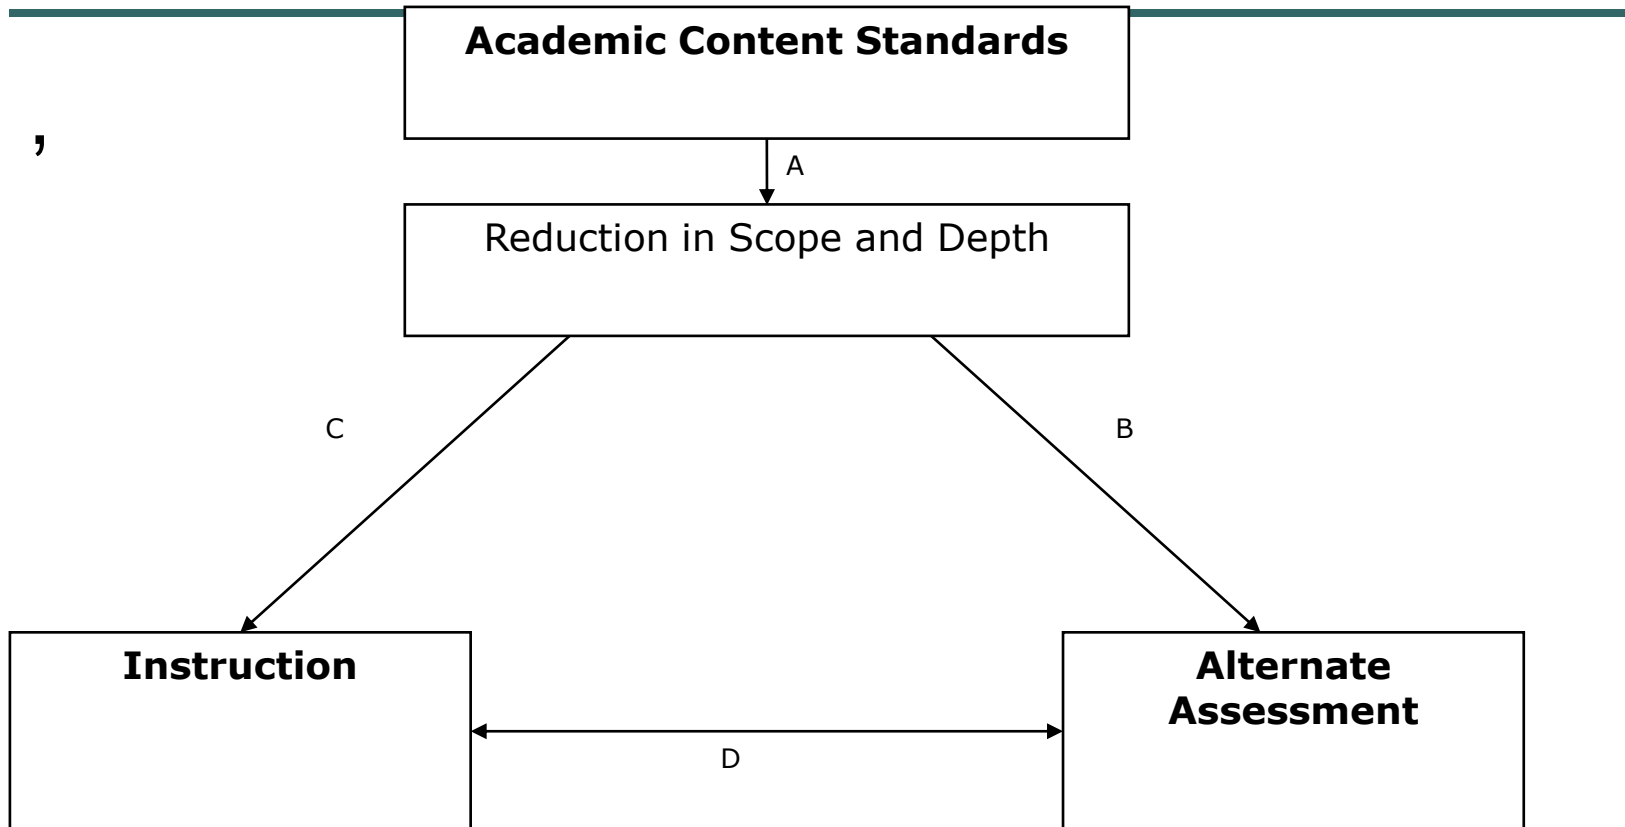 Academic Content Standards
,
A
Reduction in Scope and Depth
C
B
Instruction
Alternate
Assessment
D